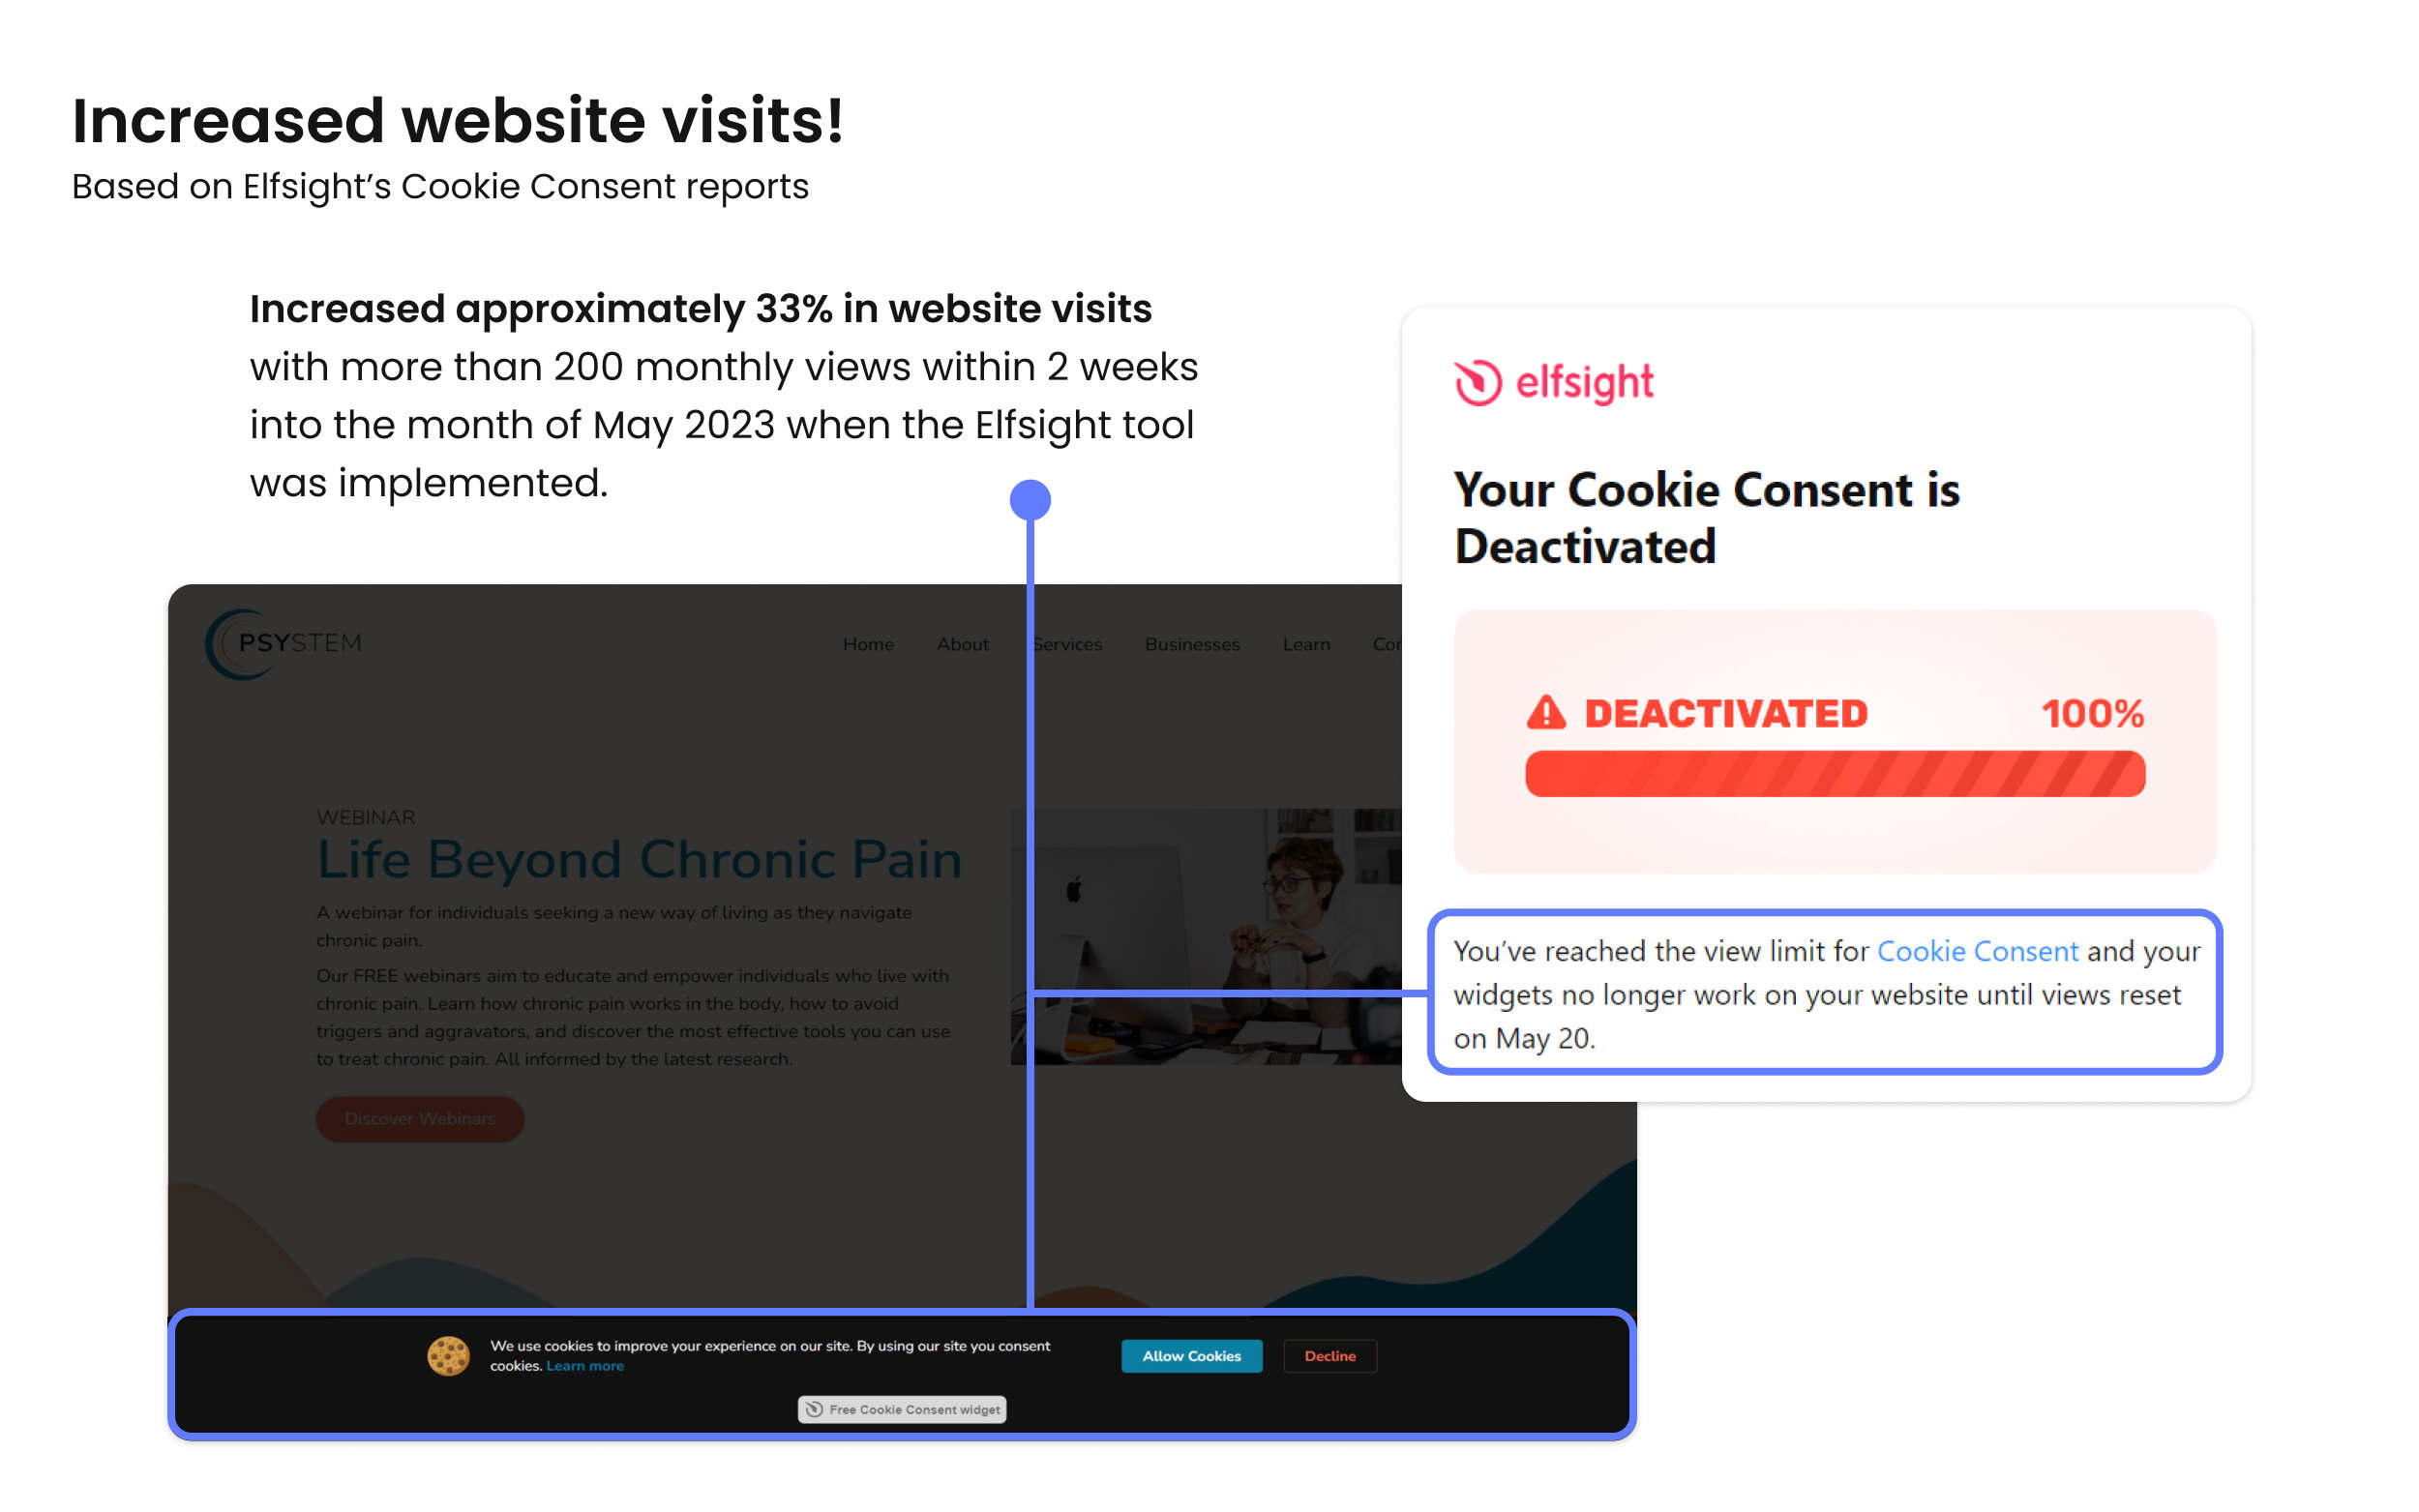 Increased website visits!
Based on Elfsight's Cookie Consent reports
Increased approximately 33% in website visits
with more than 200 monthly views within 2 weeks
into the month of May 2023 when the Elfsight tool
was implemented.
PSYSTEM
Home About Services Businesses Learn Con
WEBINAR
Life Beyond Chronic Pain
A webinar for individuals seeking a new way of living as they navigate
chronic pain.
Our FREE webinars aim to educate and empower individuals who live with
chronic pain. Learn how chronic pain works in the body, how to avoid
triggers and aggravators, and discover the most effective tools you can use
to treat chronic pain. All informed by the latest research.
Discover Webinars
We use cookies to improve your experience on our site. By using our site you consent
cookies. Learn more
Allow Cookies
Decline
Free Cookie Consent widget
elfsight
Your Cookie Consent is
Deactivated
DEACTIVATED 100%
You've reached the view limit for Cookie Consent and your
widgets no longer work on your website until views reset
on May 20.